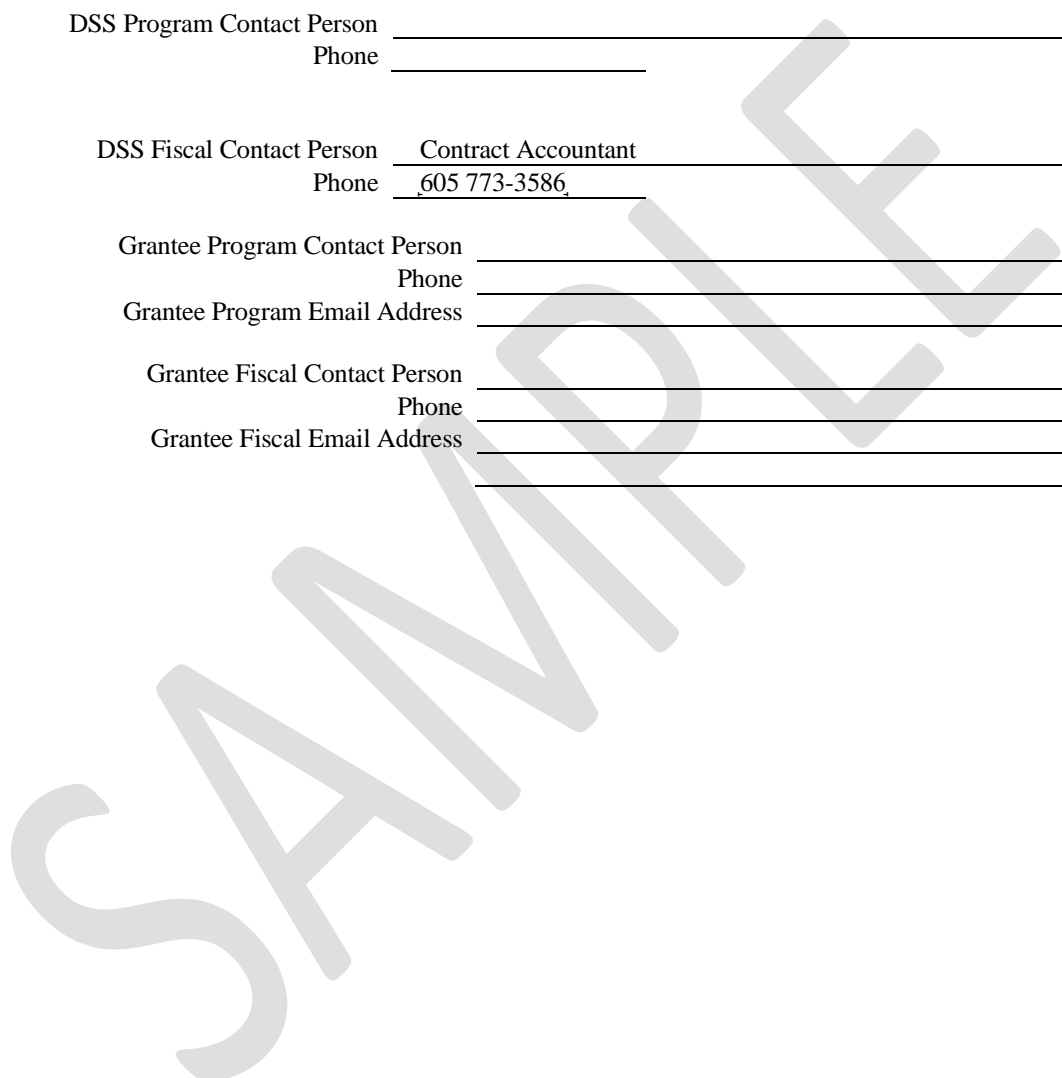 DSS Program Contact Person
Phone
DSS Fiscal Contact Person Contract Accountant
Phone 605 773-3586
Grantee Program Contact Person
Phone
Grantee Program Email Address
Grantee Fiscal Contact Person
Phone
Grantee Fiscal Email Address
SAMPLE